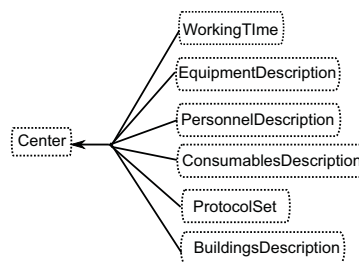 WorkingTIme
EquipmentDescription
PersonnelDescription
Center
ConsumablesDescription
ProtocolSet
BuildingsDescription